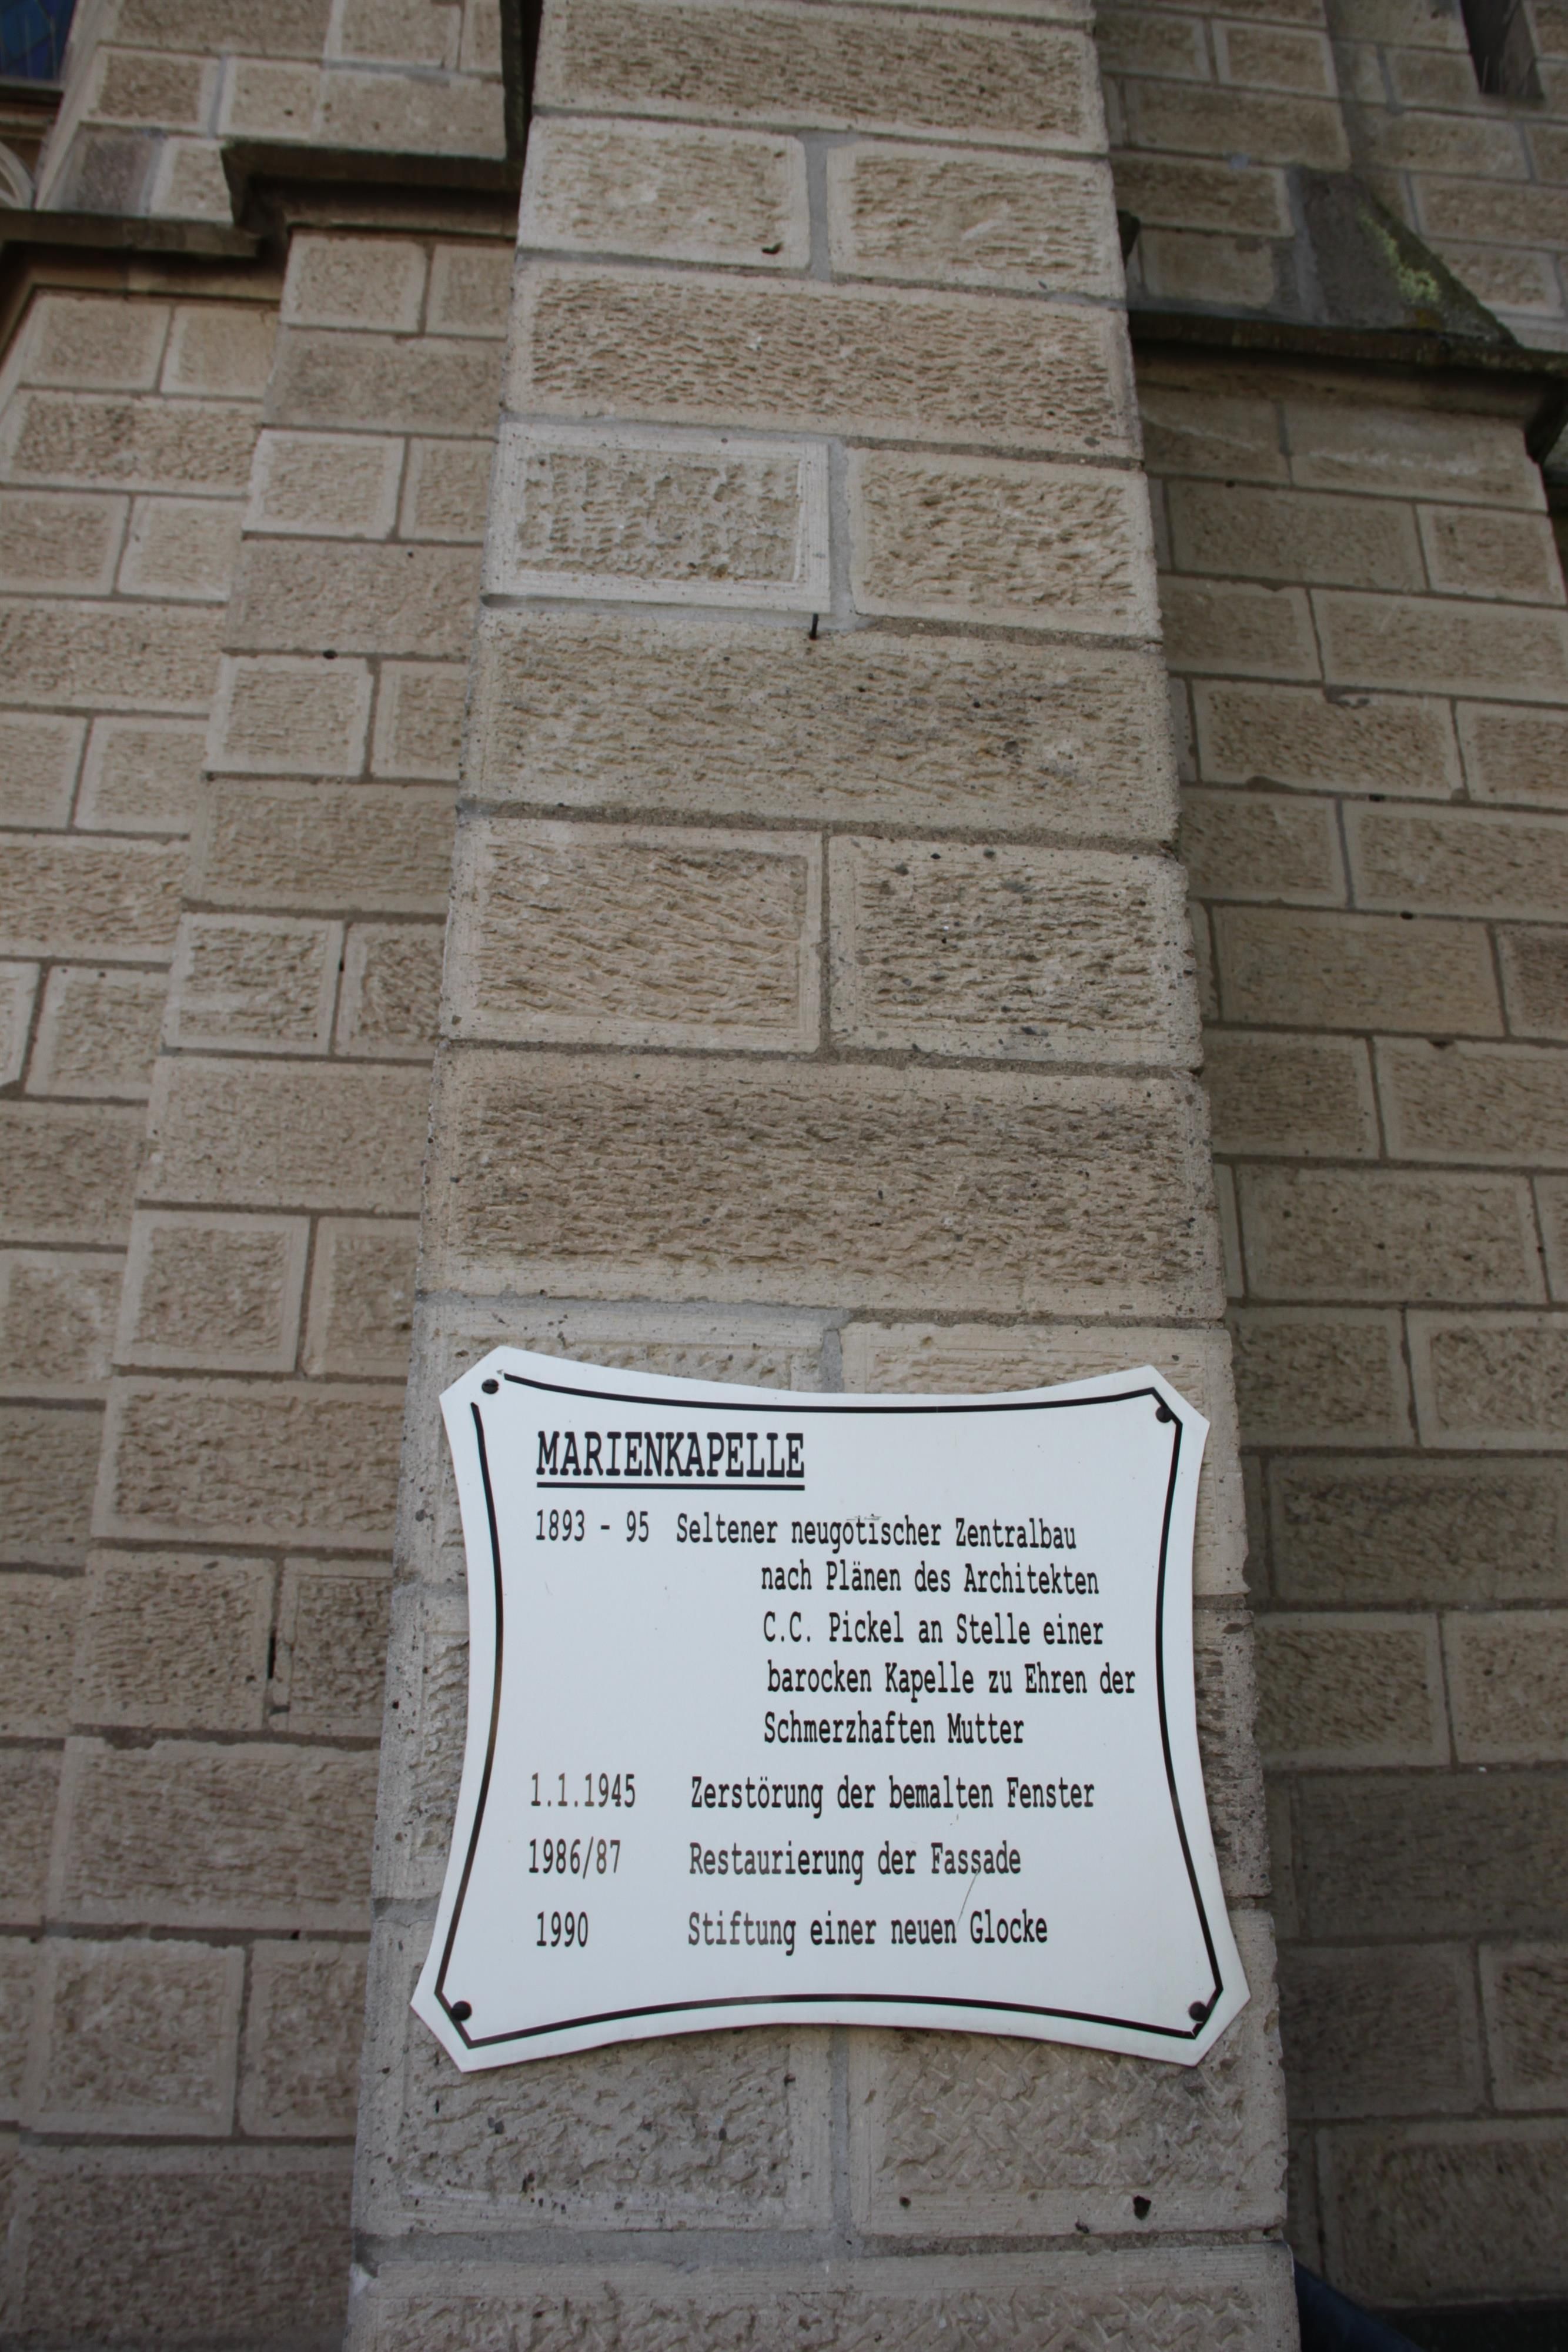 MARIENKAPELLE
1893 - 95 Seltener neugotischer Zentralbau
nach Plänen des Architekten
C.C. Pickel an Stelle einer
barocken Kapelle zu Ehren der
Schmerzhaften Mutter
1.1.1945 Zerstörung der bemalten Fenster
1986/87 Restaurierung der Fassade
1990 Stiftung einer neuen Glocke